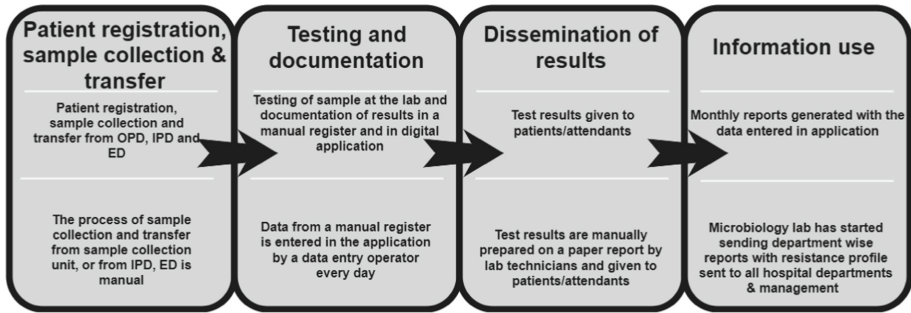 Patient registration,
sample collection &
transfer
Patient registration,
sample collection and
transfer from OPD, IPD and
ED
The process of sample
collection and transfer
from sample collection
unit, or from IPD, ED is
manual
Testing and
documentation
Testing of sample at the lab and
documentation of results in a
manual register and in digital
application
Data from a manual register
is entered in the application
by a data entry operator
every day
Dissemination of
results
Test results given to
patients/attendants
Test results are manually
prepared on a paper report by
lab technicians and given to
patients/attendants
Information use
Monthly reports generated with the
data entered in application
Microbiology lab has started
sending department wise
reports with resistance profile
sent to all hospital departments
& management